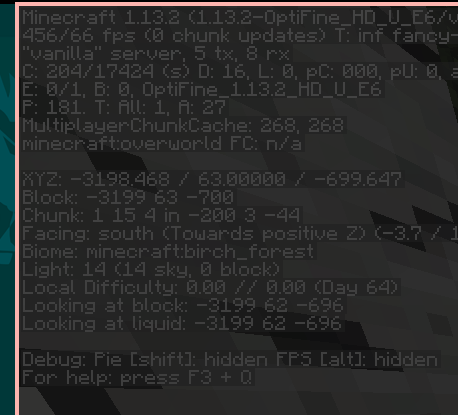 Minecraft 1.13.2 (1.13.2-OptiFine_HD_U_E6/v
456/66 fps (0 chunk updates) T: inf fancy-
"vanilla" server, 5 tx, 8 rx
C: 204/17424 (s) D: 16, L: 0, pC: 000, pU: 0, a
E: 0/1, B: 0, OptiFine_1.13.2_HD_U_E6
P: 181. T: All: 1, A: 27
MultiplayerChunkCache: 268, 268
minecraft:overworld FC: n/a
XYZ: -3198.468 / 63.00000 / -699.647
Block: -3199 63 -700
Chunk: 1 15 4 in -200 3 -44
Facing: south (Towards positive Z) (-3.7 / 1
Biome: minecraft:birch_forest
Light: 14 (14 sky, 0 block)
Local Difficulty: 0.00 // 0.00 (Day 64)
Looking at block: -3199 62 -696
Looking at liquid: -3199 62 -696
Debug: Pie [shift]: hidden FPS [alt]: hidden
For help: press F3 + Q